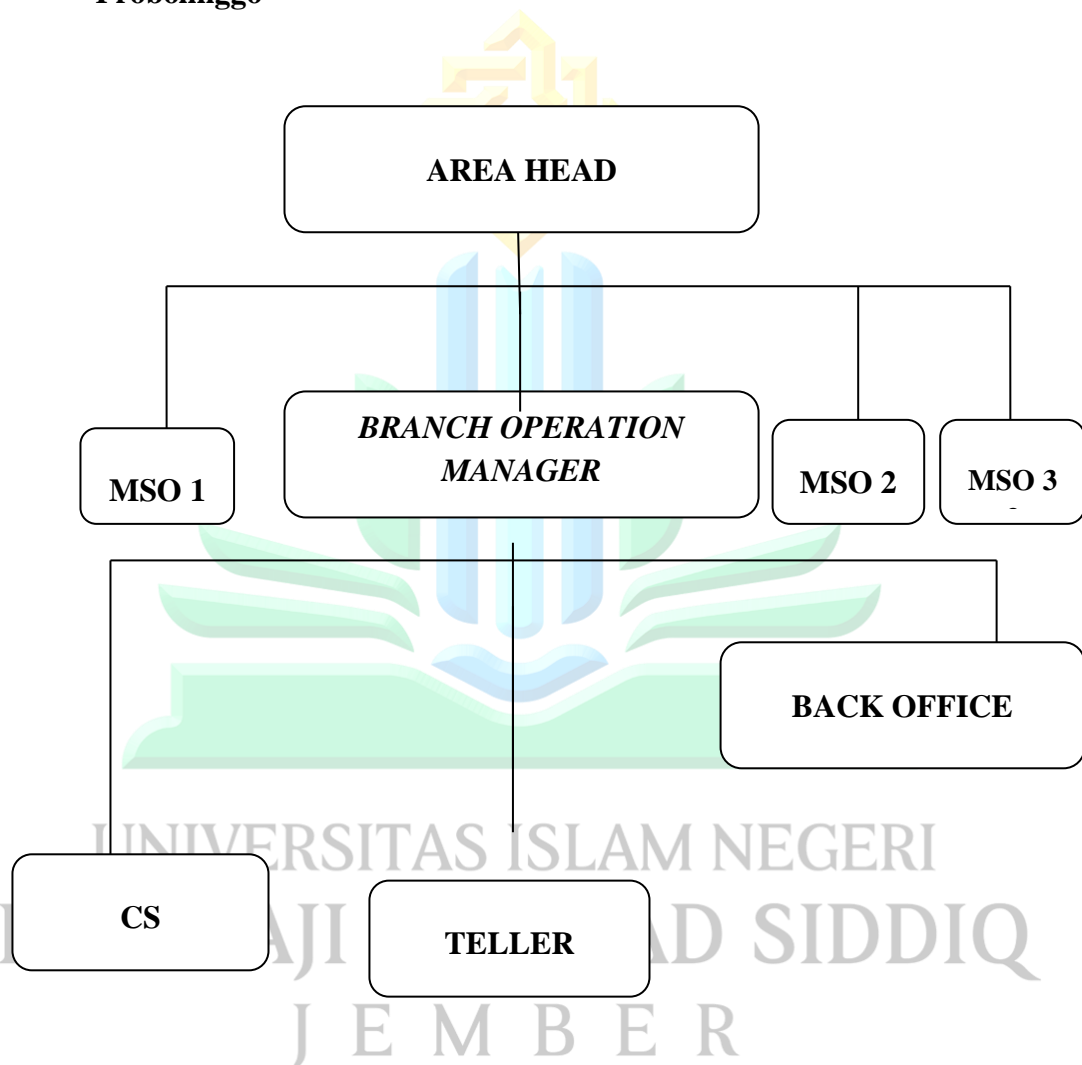 AREA HEAD
BRANCH OPERATION
MANAGER
MSO 1
MSO 2
MSO 3
BACK OFFICE
UNIVERSITAS ISLAM NEGERI
CS
TELLER
SIDDIQ
JEMBER